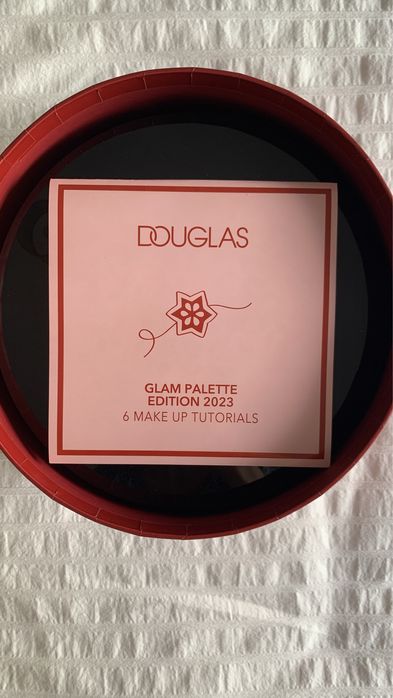 DOUGLAS
GLAM PALETTE
EDITION 2023
6 MAKE UP TUTORIALS